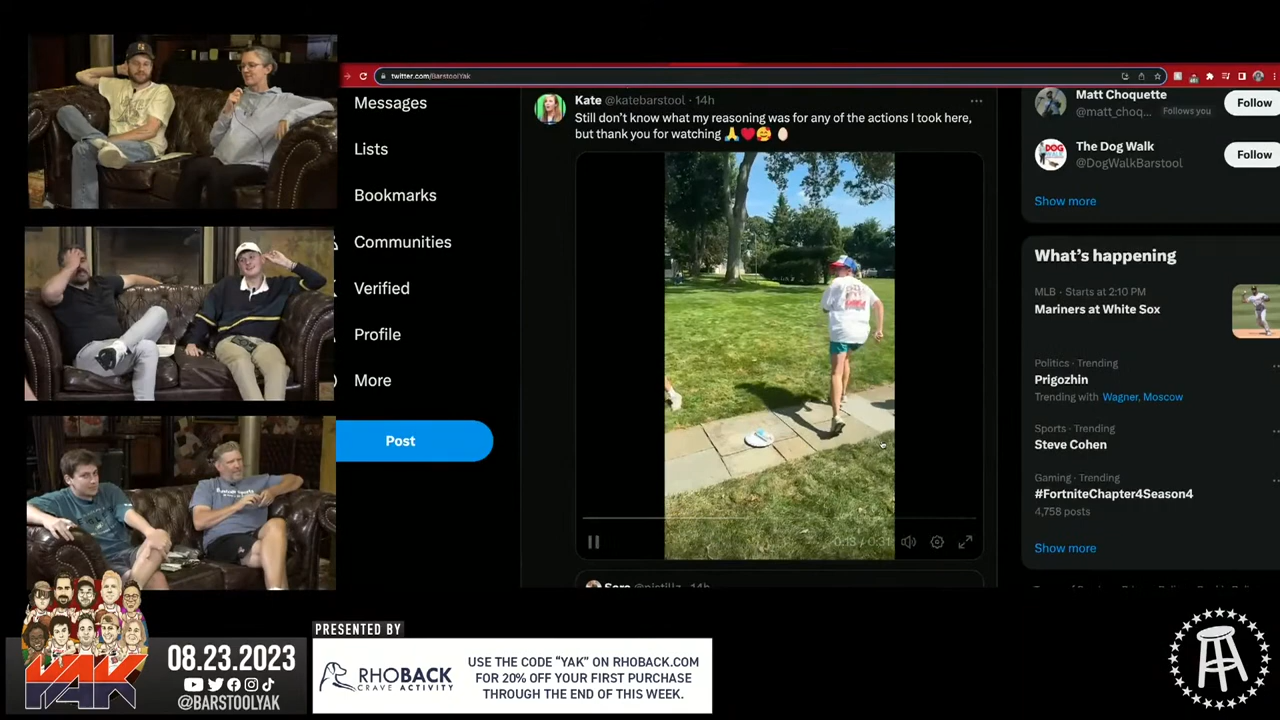 twitter.com/BarstoolYak
Messages
Lists
Bookmarks
Communities
Verified
Profile
More
Post
Kate @katebarstool · 14h
Still don't know what my reasoning was for any of the actions I took here,
but thank you for watching 🙏❤️🥰 🥚
0:13 / 0:31
14h
Matt Choquette
@matt_choq... Follows you
Follow
The Dog Walk
@DogWalkBarstool
Follow
Show more
What's happening
MLB · Starts at 2:10 PM
Mariners at White Sox
Politics · Trending
Prigozhin
Trending with Wagner, Moscow
Sports · Trending
Steve Cohen
Gaming · Trending
#FortniteChapter4Season4
4,758 posts
Show more
YAK
08.23.2023
@BARSTOOLYAK
PRESENTED BY
RHOBACK
CRAVE ACTIVITY
USE THE CODE "YAK" ON RHOBACK.COM
FOR 20% OFF YOUR FIRST PURCHASE
THROUGH THE END OF THIS WEEK.